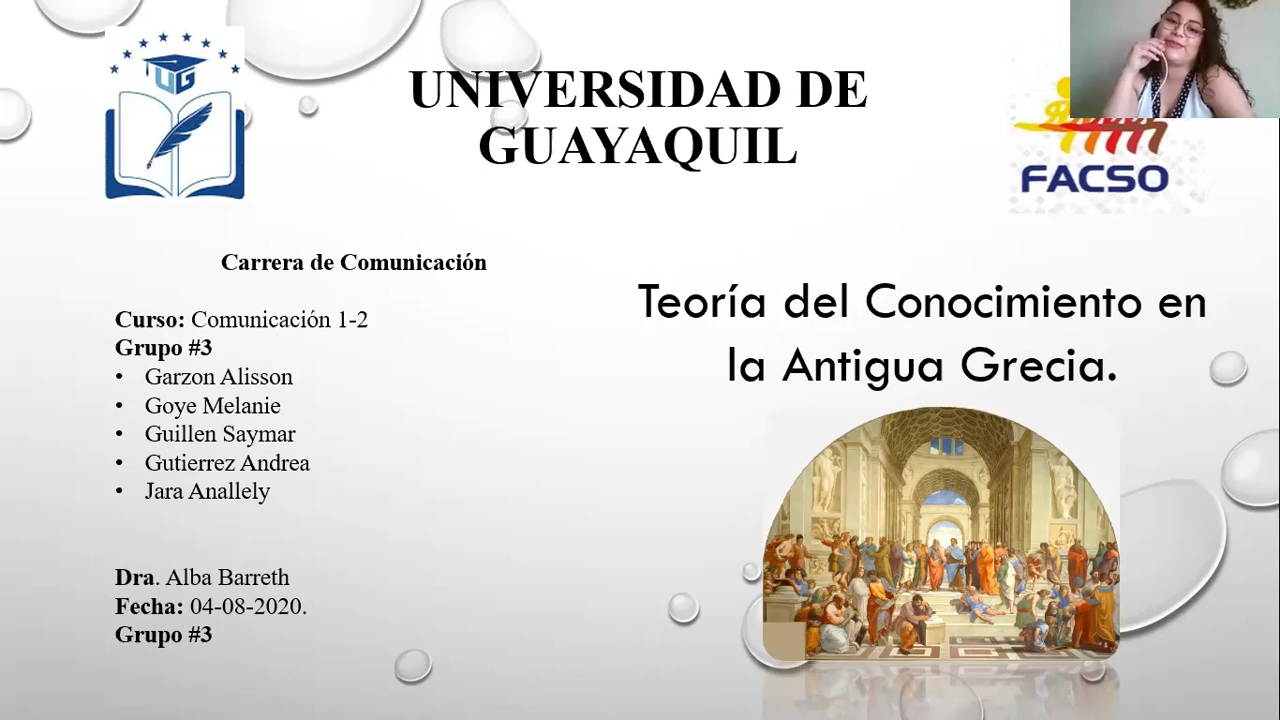 UG
UNIVERSIDAD DE
GUAYAQUIL
FACSO
Carrera de Comunicación
Curso: Comunicación 1-2
Grupo #3
• Garzon Alisson
• Goye Melanie
• Guillen Saymar
• Gutierrez Andrea
• Jara Anallely
Dra. Alba Barreth
Fecha: 04-08-2020.
Grupo #3
Teoría del Conocimiento en
la Antigua Grecia.